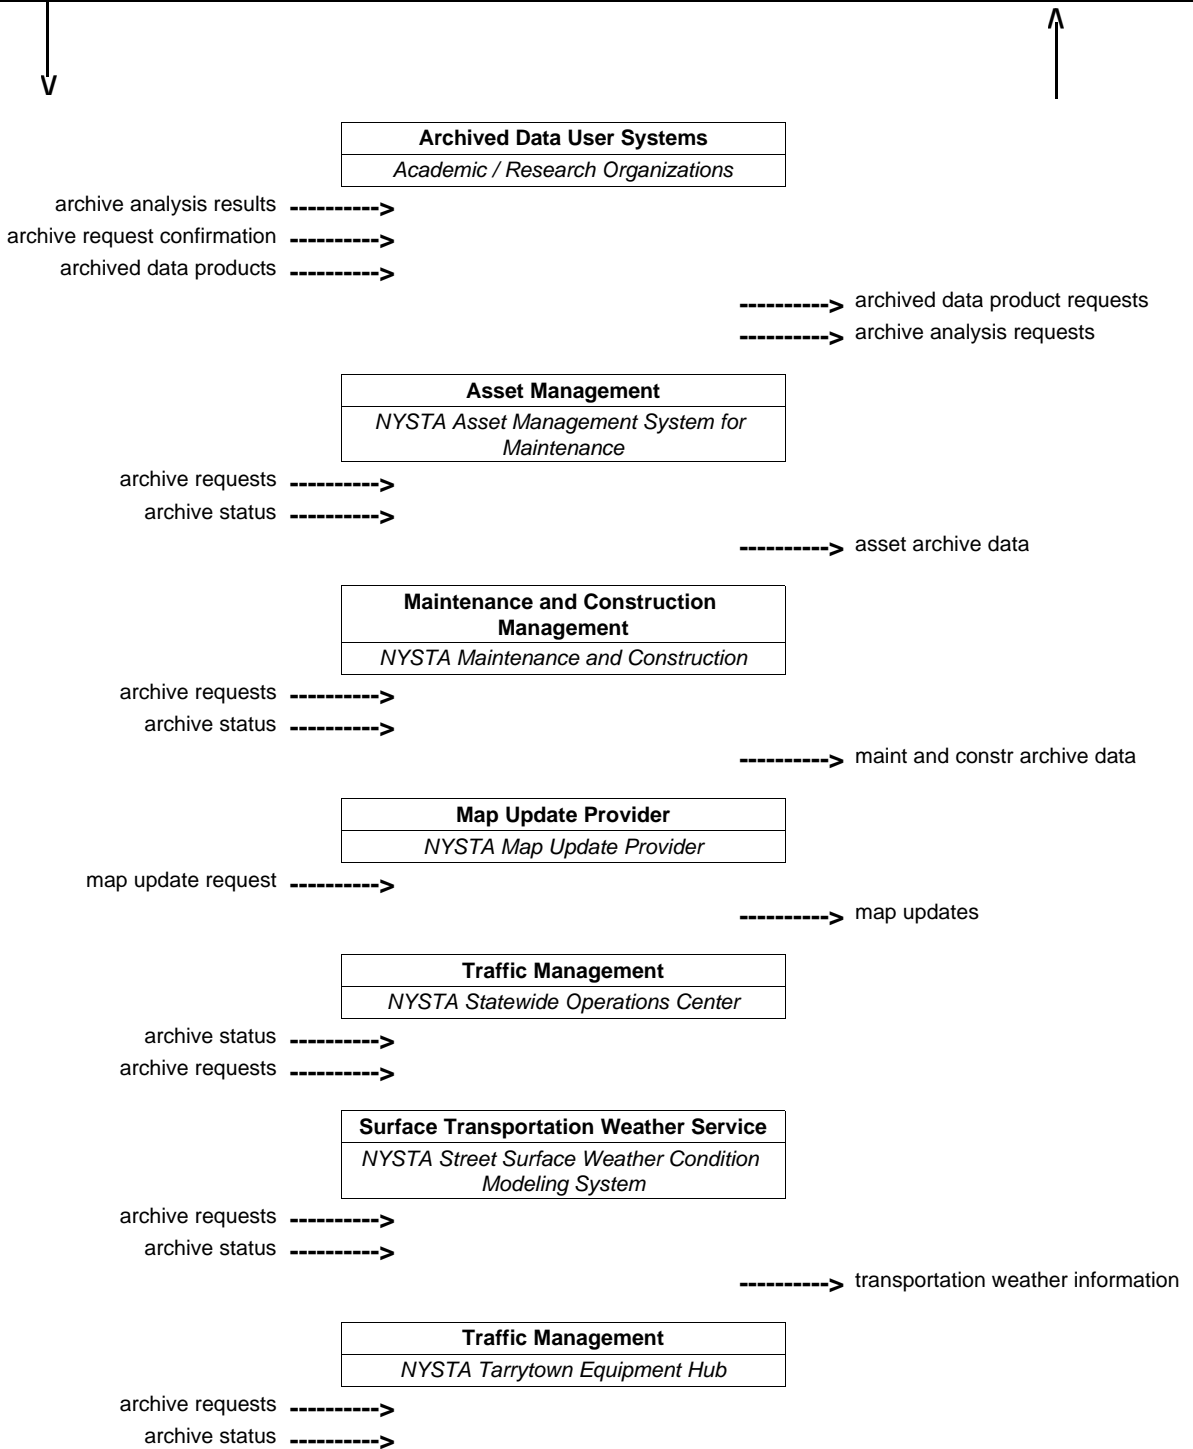 Archived Data User Systems
Academic / Research Organizations
archive analysis results ---------->
archive request confirmation ---------->
archived data products ---------->
----------> archived data product requests
----------> archive analysis requests
Asset Management
NYSTA Asset Management System for
Maintenance
archive requests ---------->
archive status ---------->
----------> asset archive data
Maintenance and Construction
Management
NYSTA Maintenance and Construction
archive requests ---------->
archive status ---------->
----------> maint and constr archive data
Map Update Provider
NYSTA Map Update Provider
map update request ---------->
----------> map updates
Traffic Management
NYSTA Statewide Operations Center
archive status ---------->
archive requests ---------->
Surface Transportation Weather Service
NYSTA Street Surface Weather Condition
Modeling System
archive requests ---------->
archive status ---------->
----------> transportation weather information
Traffic Management
NYSTA Tarrytown Equipment Hub
archive requests ---------->
archive status ---------->